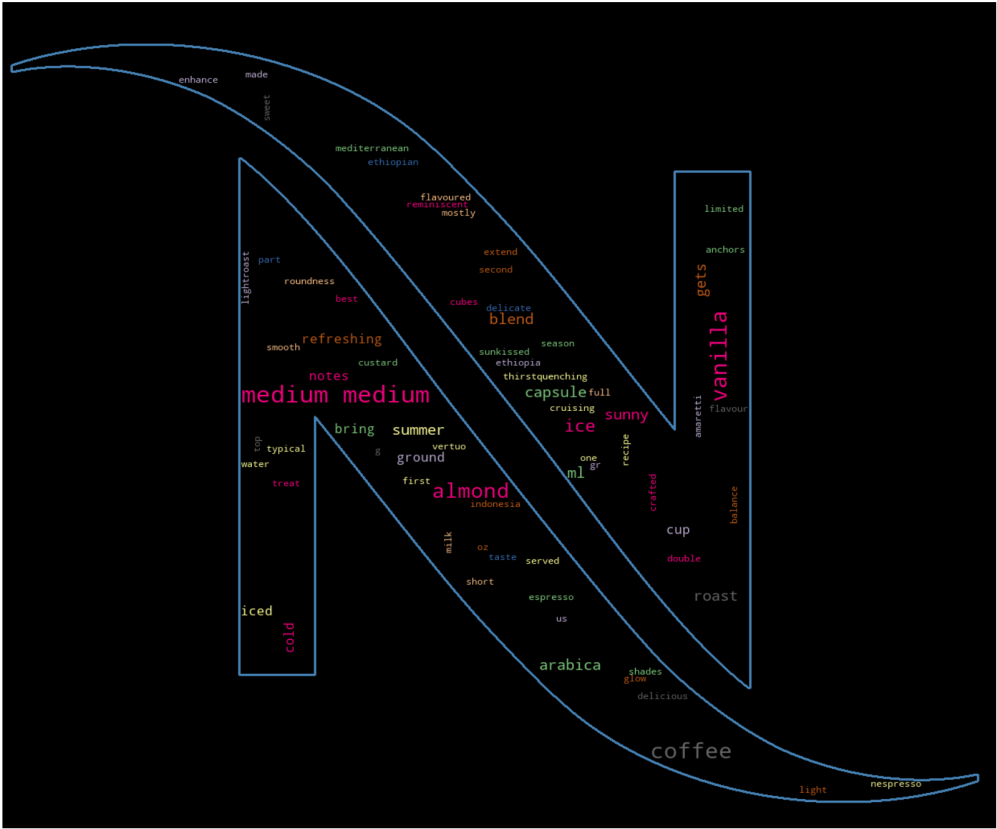 enhance
made
sweet
mediterranean
ethiopian
flavoured
reminiscent
mostly
limited
anchors
extend
second
gets
lightroast
part
roundness
best
cubes
delicate
blend
vanilla
refreshing
smooth
custard
season
sunkissed
ethiopia
notes
thirstquenching
medium medium
capsule
full
cruising
sunny
flavour
amaretti
ice
bring
summer
top
typical
vertuo
recipe
ground
water
one
gr
ml
treat
first
almond
crafted
indonesia
balance
cup
milk
oz
taste
served
double
short
espresso
roast
iced
us
cold
arabica
shades
glow
delicious
coffee
light
nespresso